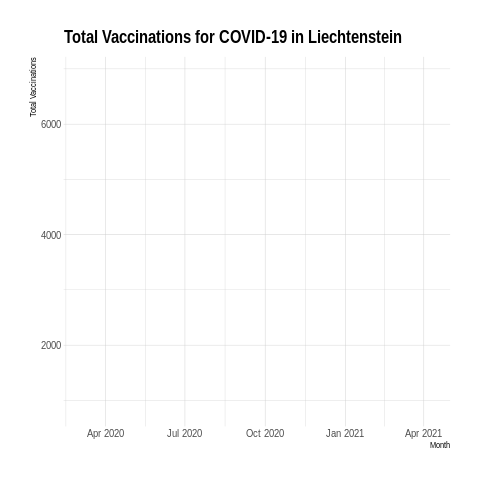 Total Vaccinations for COVID-19 in Liechtenstein
Total Vaccinations
6000
4000
2000
Apr 2020 Jul 2020 Oct 2020 Jan 2021 Apr 2021
Month